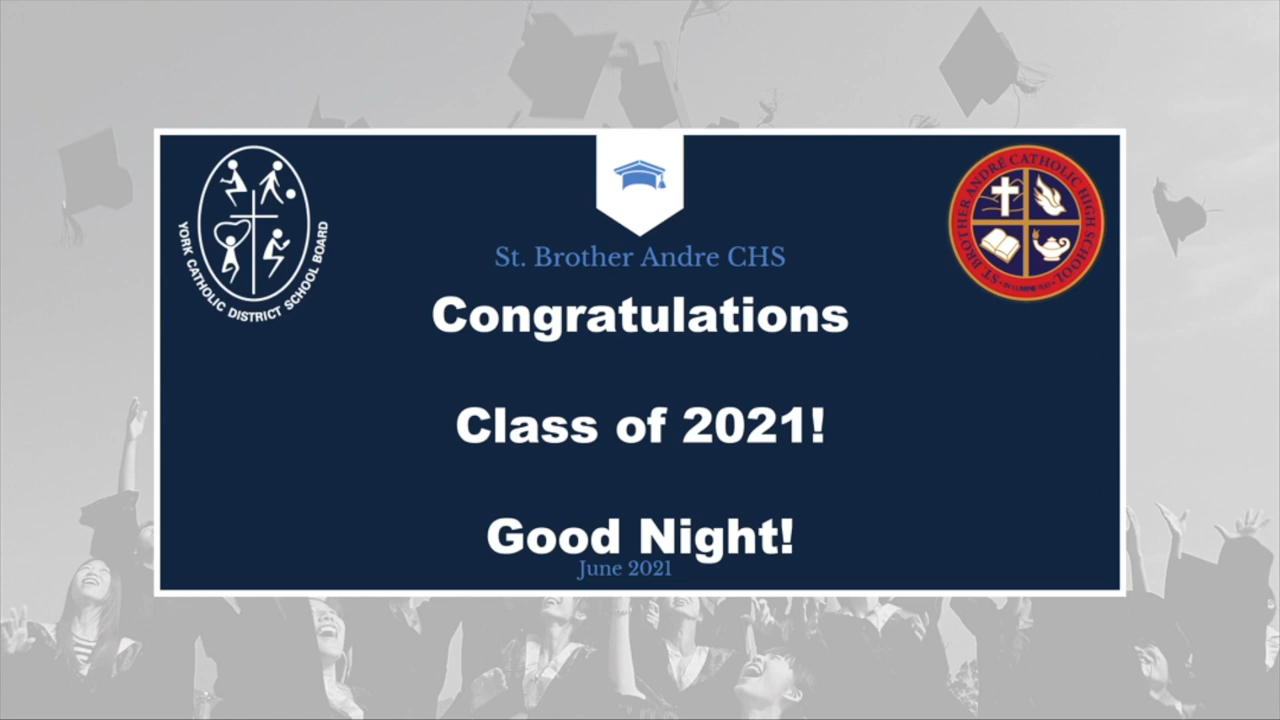 YORK CATHOLIC DISTRICT SCHOOL BOARD
ST. BROTHER ANDRÉ CATHOLIC HIGH SCHOOL
St. Brother Andre CHS
Congratulations
Class of 2021!
Good Night!
June 2021